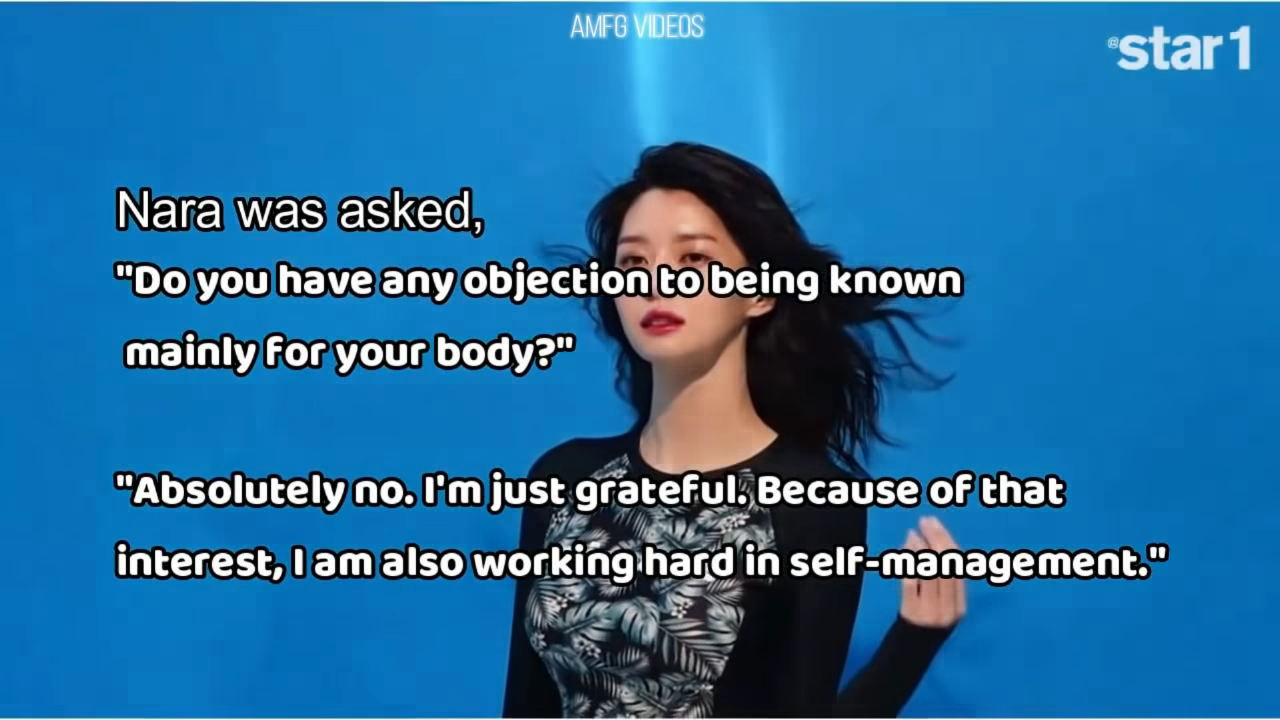 AMFG VIDEOS
@star1
Nara was asked,
"Do you have any objection to being known
mainly for your body?"
"Absolutely no. I'm just grateful. Because of that
interest, I am also working hard in self-management."